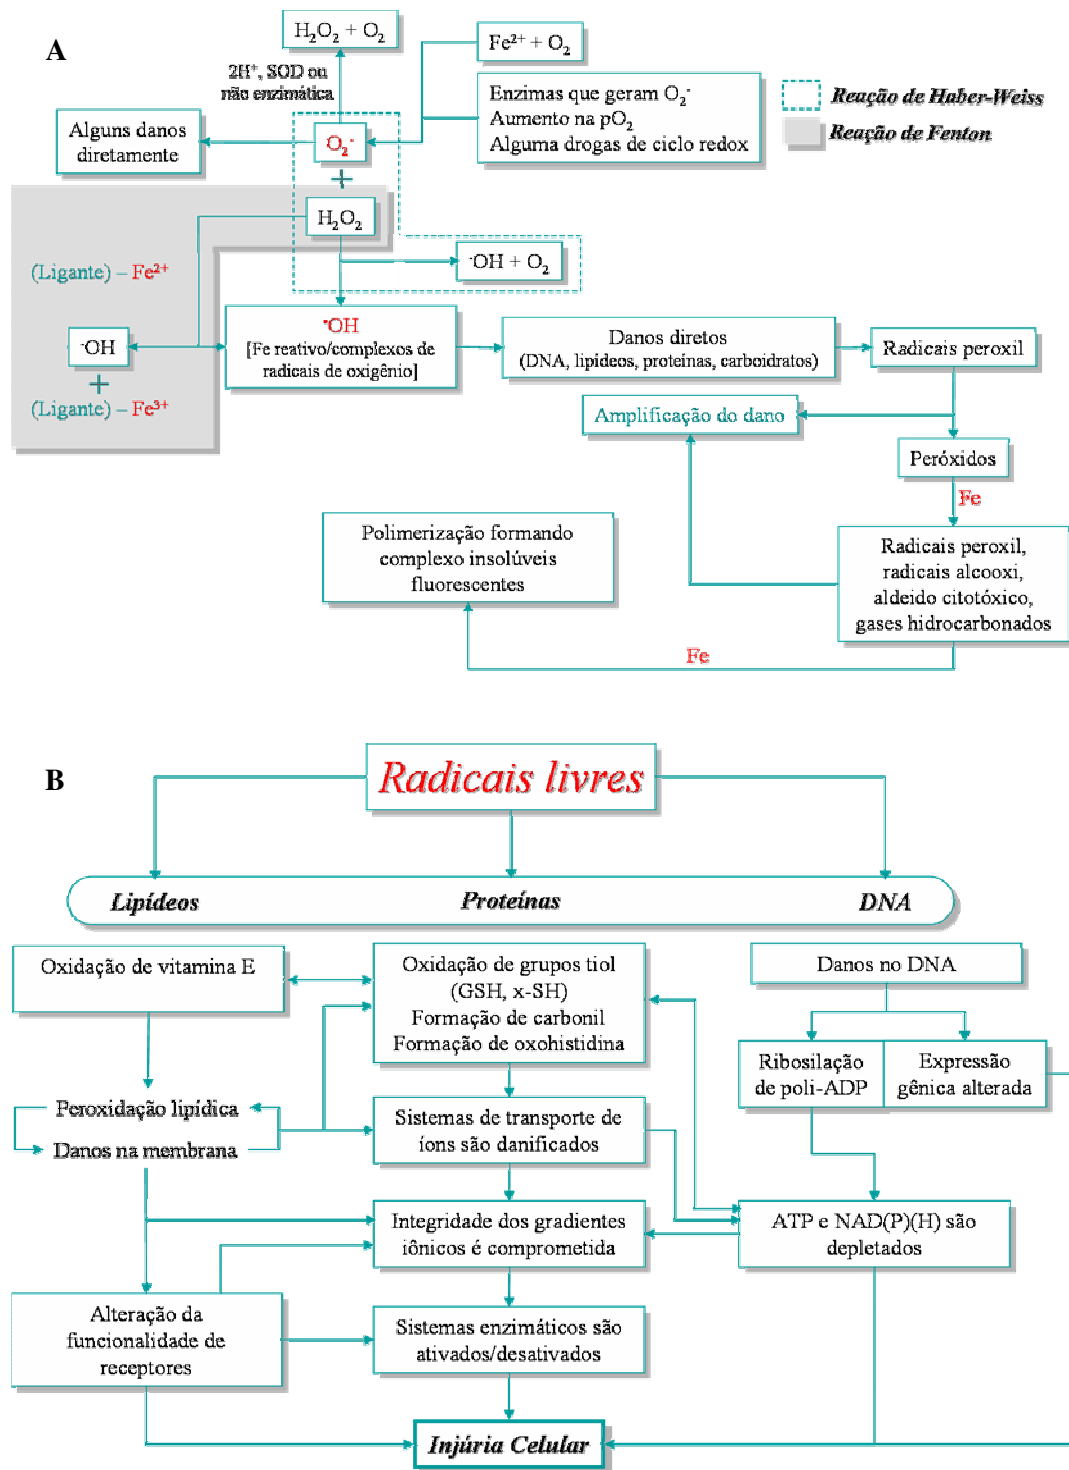 A
H₂O₂ + O₂
Fe²⁺ + O₂
2H⁺, SOD ou
não enzimática
Enzimas que geram O₂˙
Aumento na pO₂
Alguma drogas de ciclo redox
Reação de Haber-Weiss
Reação de Fenton
Alguns danos
diretamente
O₂˙
+
H₂O₂
(Ligante) – Fe²⁺
˙OH + O₂
˙OH
+
(Ligante) – Fe³⁺
˙OH
[Fe reativo/complexos de
radicais de oxigênio]
Danos diretos
(DNA, lipídeos, proteínas, carboidratos)
Radicais peroxil
Amplificação do dano
Peróxidos
Fe
Polimerização formando
complexo insolúveis
fluorescentes
Radicais peroxil,
radicais alcooxi,
aldeido citotóxico,
gases hidrocarbonados
Fe
B
Radicais livres
Lipídeos
Proteínas
DNA
Oxidação de vitamina E
Oxidação de grupos tiol
(GSH, x-SH)
Formação de carbonil
Formação de oxohistidina
Danos no DNA
Ribosilação
de poli-ADP
Expressão
gênica alterada
Peroxidação lipídica
Danos na membrana
Sistemas de transporte de
íons são danificados
Integridade dos gradientes
iônicos é comprometida
ATP e NAD(P)(H) são
depletados
Alteração da
funcionalidade de
receptores
Sistemas enzimáticos são
ativados/desativados
Injúria Celular